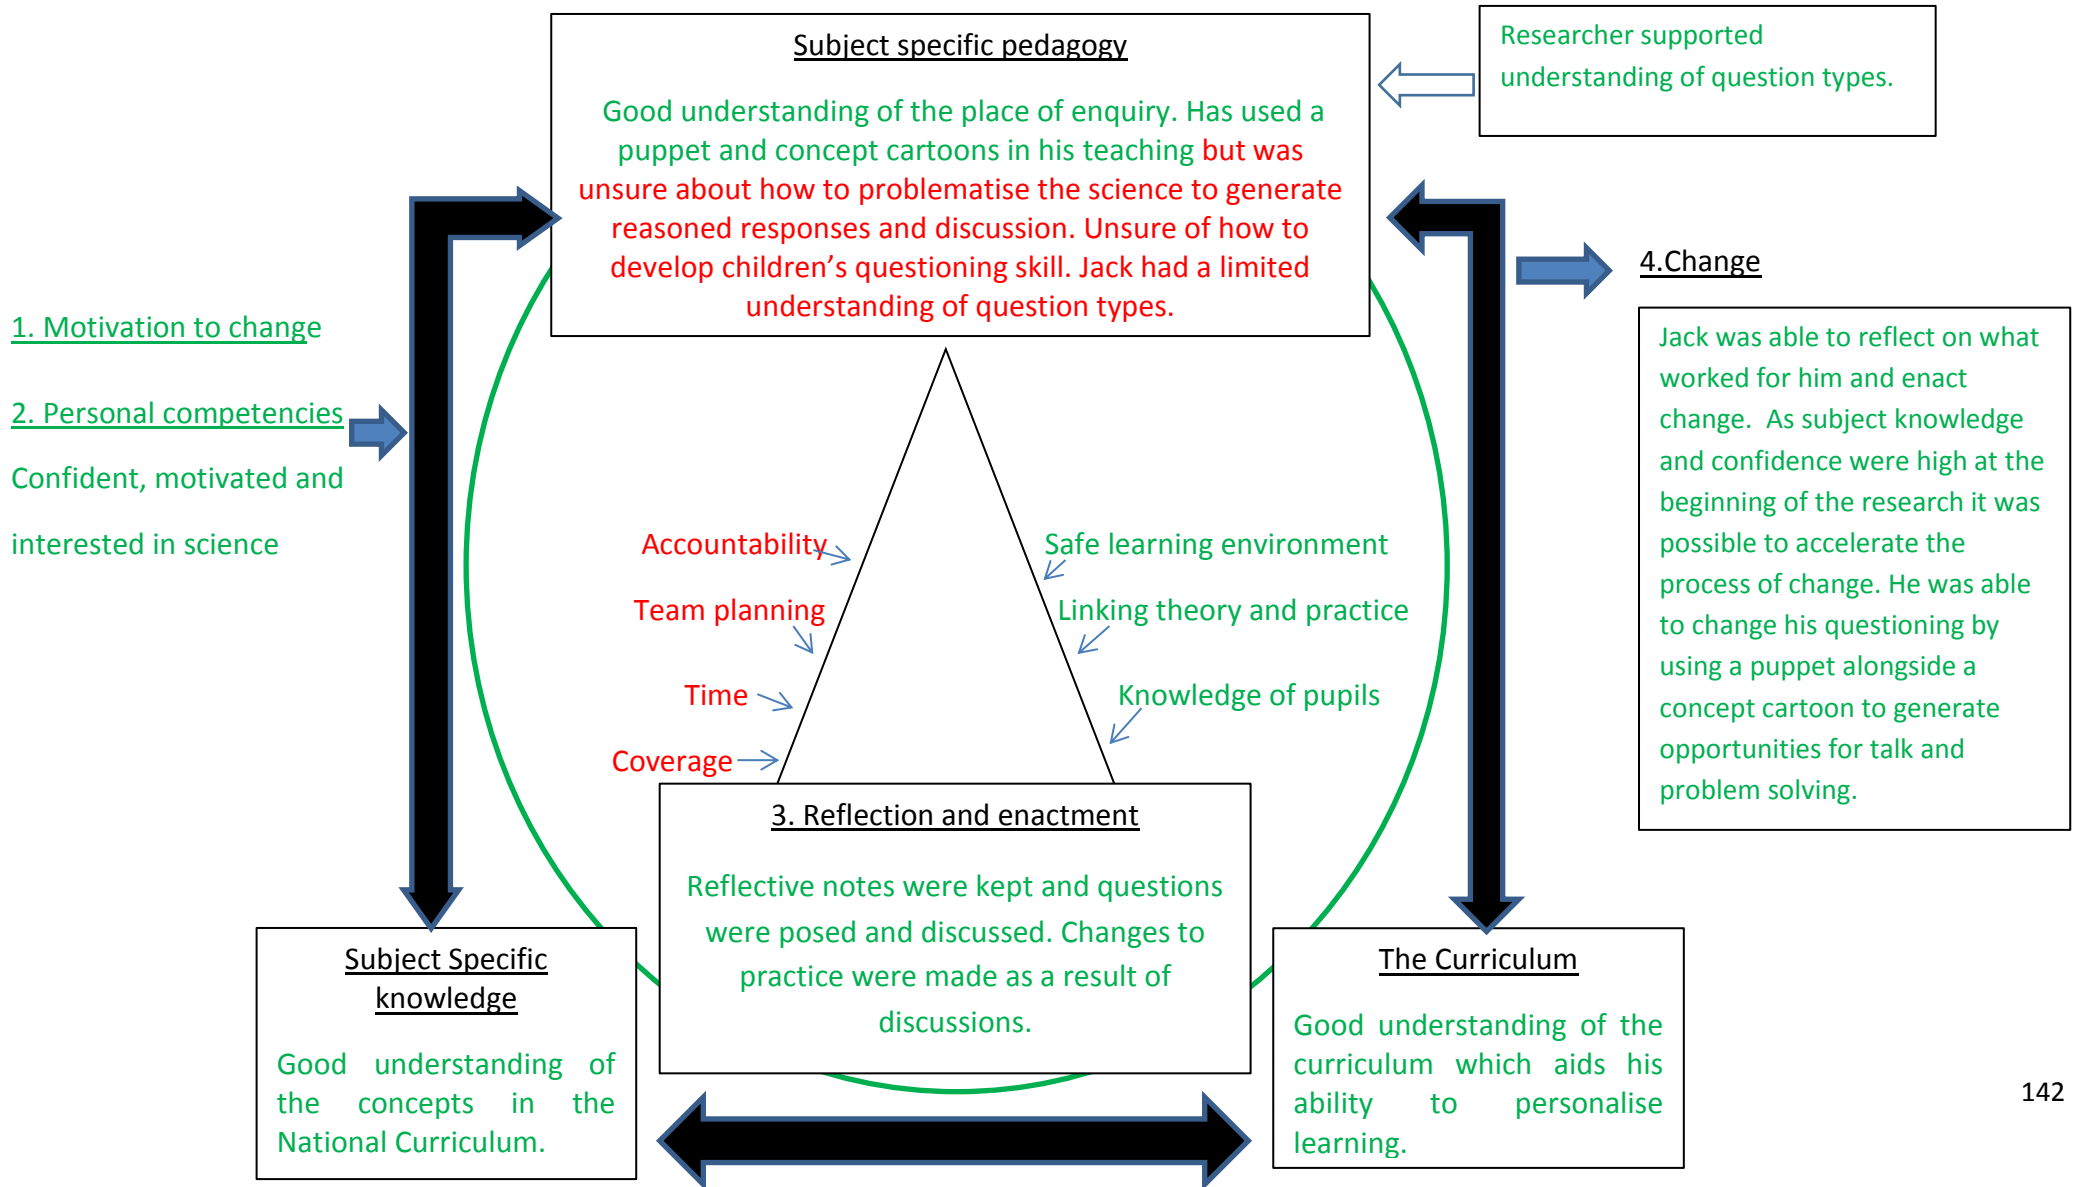 Subject specific pedagogy
Good understanding of the place of enquiry. Has used a
puppet and concept cartoons in his teaching but was
unsure about how to problematise the science to generate
reasoned responses and discussion. Unsure of how to
develop children’s questioning skill. Jack had a limited
understanding of question types.
Researcher supported
understanding of question types.
1. Motivation to change
2. Personal competencies
Confident, motivated and
interested in science
4.Change
Jack was able to reflect on what
worked for him and enact
change.  As subject knowledge
and confidence were high at the
beginning of the research it was
possible to accelerate the
process of change. He was able
to change his questioning by
using a puppet alongside a
concept cartoon to generate
opportunities for talk and
problem solving.
Accountability
Team planning
Time
Coverage
Safe learning environment
Linking theory and practice
Knowledge of pupils
3. Reflection and enactment
Reflective notes were kept and questions
were posed and discussed. Changes to
practice were made as a result of
discussions.
Subject Specific
knowledge
Good understanding of
the concepts in the
National Curriculum.
The Curriculum
Good understanding of the
curriculum which aids his
ability to personalise
learning.
142